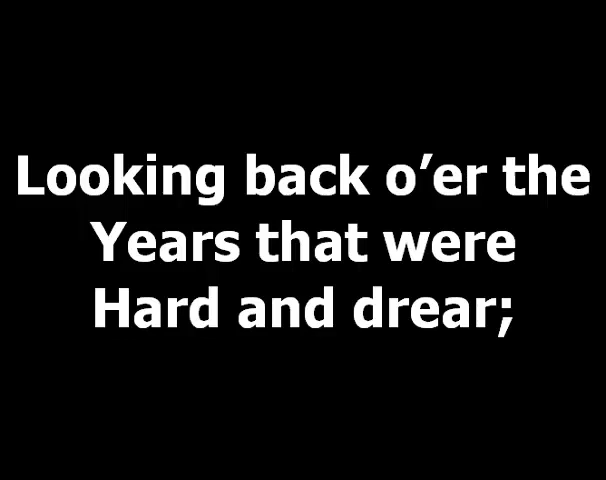 Looking back o’er the
Years that were
Hard and drear;